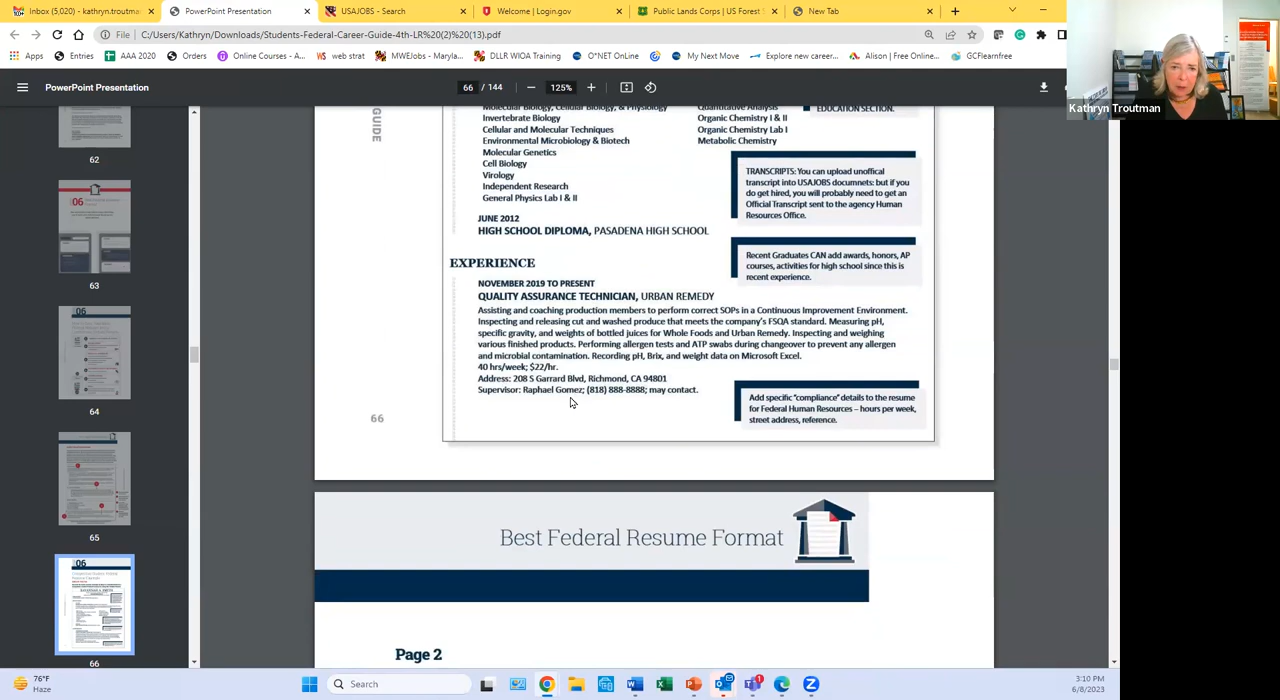 Inbox (5,020) - kathryn.troutma
PowerPoint Presentation
USAJOBS - Search
Welcome | Login.gov
Public Lands Corps | US Forest
New Tab
File
C:/Users/Kathryn/Downloads/Students-Federal-Career-Guide-4th-LR%20(2)%20(13).pdf
Apps
Entries
AAA 2020
Orders
Online Courses - A...
web strat
MWEJobs - Maryla...
DLLR WIOA Training
O*NET OnLine
My Next Move
Explore new career...
Alison | Free Online...
GCFlearnfree
PowerPoint Presentation
66 / 144
125%
Kathryn Troutman
62
63
64
65
66
GUIDE
Molecular Biology, Cellular Biology, & Physiology
Invertebrate Biology
Cellular and Molecular Techniques
Environmental Microbiology & Biotech
Molecular Genetics
Cell Biology
Virology
Independent Research
General Physics Lab I & II
Quantitative Analysis
Organic Chemistry I & II
Organic Chemistry Lab I
Metabolic Chemistry
EDUCATION SECTION.
TRANSCRIPTS: You can upload unoffical
transcript into USAJOBS documnets: but if you
do get hired, you will probably need to get an
Official Transcript sent to the agency Human
Resources Office.
JUNE 2012
HIGH SCHOOL DIPLOMA, PASADENA HIGH SCHOOL
Recent Graduates CAN add awards, honors, AP
courses, activities for high school since this is
recent experience.
EXPERIENCE
NOVEMBER 2019 TO PRESENT
QUALITY ASSURANCE TECHNICIAN, URBAN REMEDY
Assisting and coaching production members to perform correct SOPs in a Continuous Improvement Environment.
Inspecting and releasing cut and washed produce that meets the company's FSQA standard. Measuring pH,
specific gravity, and weights of bottled juices for Whole Foods and Urban Remedy. Inspecting and weighing
various finished products. Performing allergen tests and ATP swabs during changeover to prevent any allergen
and microbial contamination. Recording pH, Brix, and weight data on Microsoft Excel.
40 hrs/week; $22/hr.
Address: 208 S Garrard Blvd, Richmond, CA 94801
Supervisor: Raphael Gomez; (818) 888-8888; may contact.
Add specific "compliance" details to the resume
for Federal Human Resources – hours per week,
street address, reference.
66
Best Federal Resume Format
Page 2
76°F
Haze
Search
3:10 PM
6/8/2023